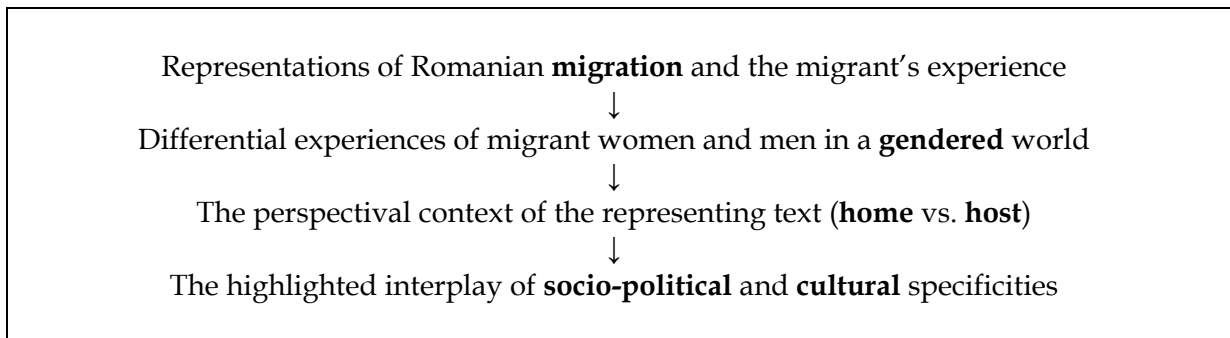 Representations of Romanian migration and the migrant’s experience
↓
Differential experiences of migrant women and men in a gendered world
↓
The perspectival context of the representing text (home vs. host)
↓
The highlighted interplay of socio-political and cultural specificities